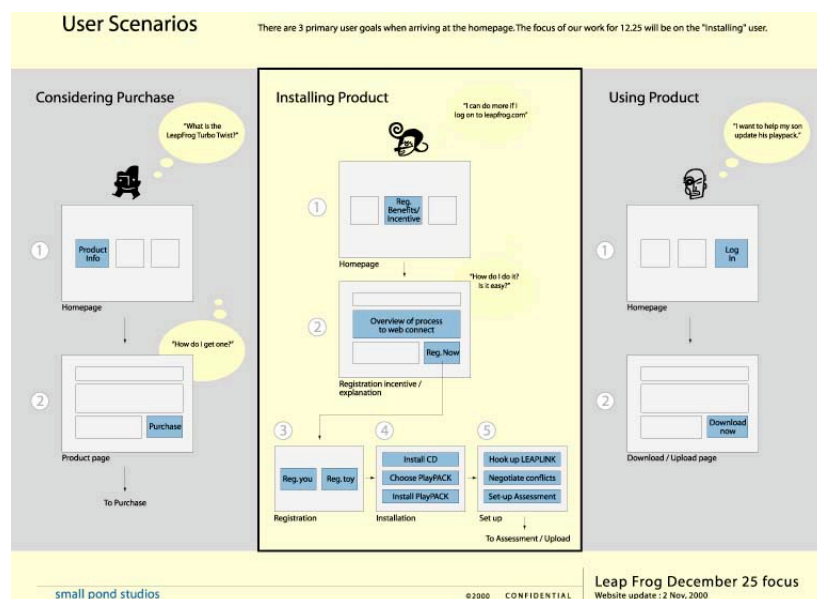 User Scenarios
There are 3 primary user goals when arriving at the homepage. The focus of our work for 12.25 will be on the "Installing" user.
Considering Purchase
"What is the
LeapFrog Turbo Twist?"
1
Product
Info
Homepage
"How do I get one?"
2
Purchase
Product page
To Purchase
Installing Product
"I can do more if I
log on to leapfrog.com"
1
Reg.
Benefits/
Incentive
Homepage
"How do I do it?
Is it easy?"
2
Overview of process
to web connect
Reg. Now
Registration incentive /
explanation
3
Reg. you
Reg. toy
Registration
4
Install CD
Choose PlayPACK
Install PlayPACK
Installation
5
Hook up LEAPLINK
Negotiate conflicts
Set-up Assessment
Set up
To Assessment / Upload
Using Product
"I want to help my son
update his playpack."
1
Log
In
Homepage
2
Download
now
Download / Upload page
small pond studios
©2000 CONFIDENTIAL
Leap Frog December 25 focus
Website update : 2 Nov, 2000